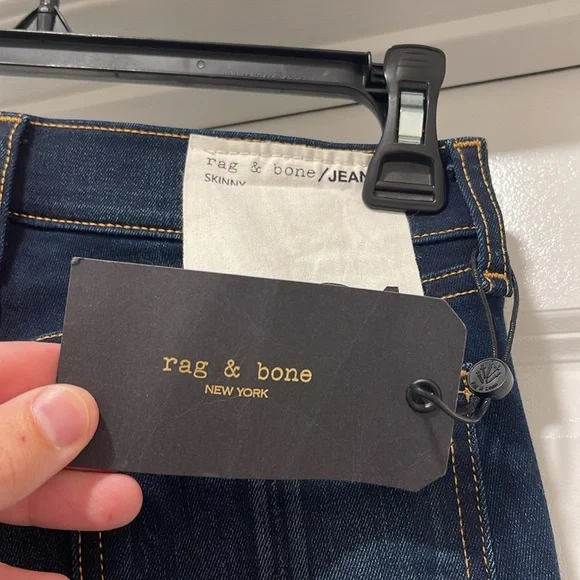 rag & bone/JEAN
SKINNY
rag & bone
NEW YORK